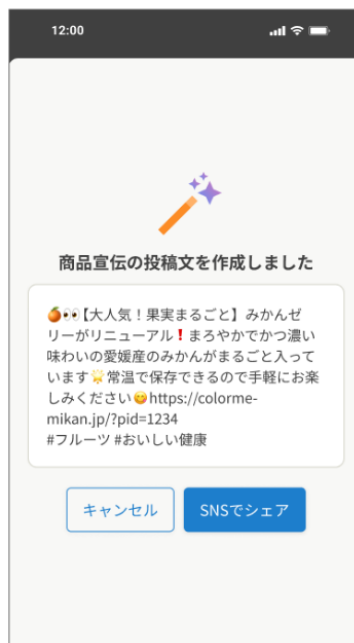 12:00
商品宣伝の投稿文を作成しました
🍊👀【大人気！果実まるごと】みかんゼ
リーがリニューアル❗まろやかでかつ濃い
味わいの愛媛産のみかんがまるごと入って
います🌟常温で保存できるので手軽にお楽
しみください😋https://colorme-
mikan.jp/?pid=1234
#フルーツ #おいしい健康
キャンセル
SNSでシェア